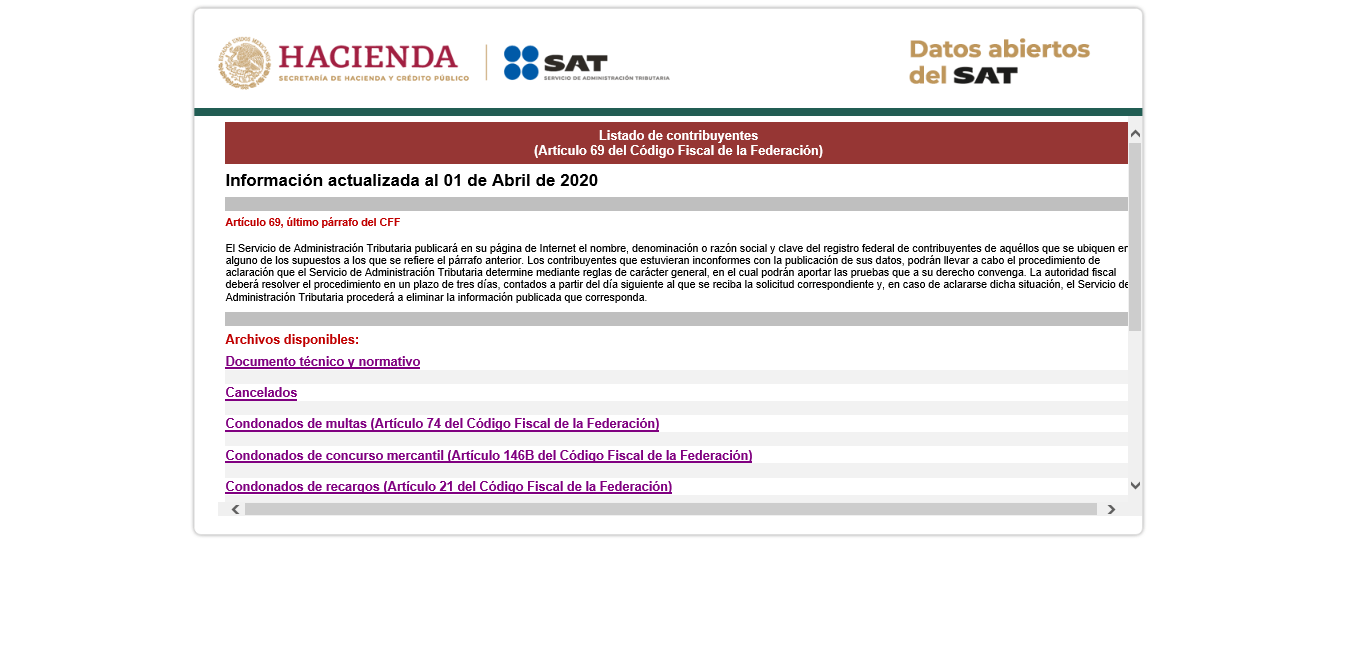 HACIENDA
SECRETARÍA DE HACIENDA Y CRÉDITO PÚBLICO
SAT
SERVICIO DE ADMINISTRACIÓN TRIBUTARIA
Datos abiertos
del SAT
Listado de contribuyentes
(Artículo 69 del Código Fiscal de la Federación)
Información actualizada al 01 de Abril de 2020
Artículo 69, último párrafo del CFF
El Servicio de Administración Tributaria publicará en su página de Internet el nombre, denominación o razón social y clave del registro federal de contribuyentes de aquéllos que se ubiquen en
alguno de los supuestos a los que se refiere el párrafo anterior. Los contribuyentes que estuvieran inconformes con la publicación de sus datos, podrán llevar a cabo el procedimiento de
aclaración que el Servicio de Administración Tributaria determine mediante reglas de carácter general, en el cual podrán aportar las pruebas que a su derecho convenga. La autoridad fiscal
deberá resolver el procedimiento en un plazo de tres días, contados a partir del día siguiente al que se reciba la solicitud correspondiente y, en caso de aclararse dicha situación, el Servicio de
Administración Tributaria procederá a eliminar la información publicada que corresponda.
Archivos disponibles:
Documento técnico y normativo
Cancelados
Condonados de multas (Artículo 74 del Código Fiscal de la Federación)
Condonados de concurso mercantil (Artículo 146B del Código Fiscal de la Federación)
Condonados de recargos (Artículo 21 del Código Fiscal de la Federación)